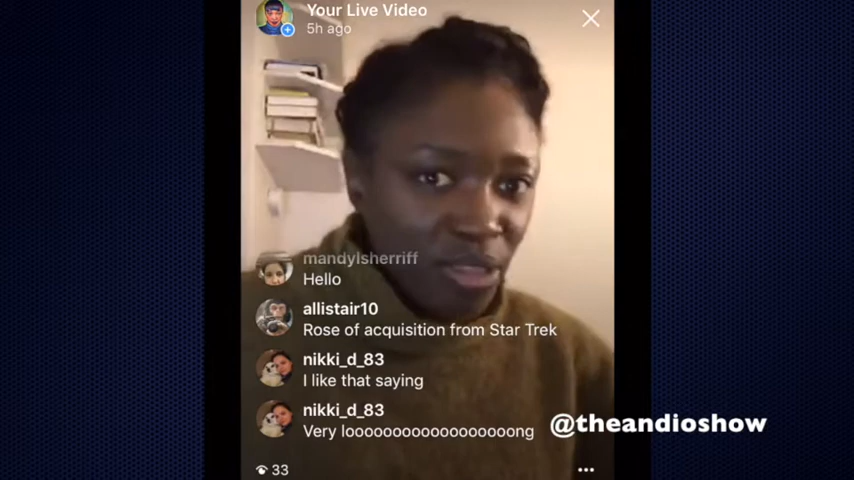 Your Live Video
5h ago
mandylsherriff
Hello
allistair10
Rose of acquisition from Star Trek
nikki_d_83
I like that saying
nikki_d_83
Very looooooooooooooooooong
@theandioshow
33